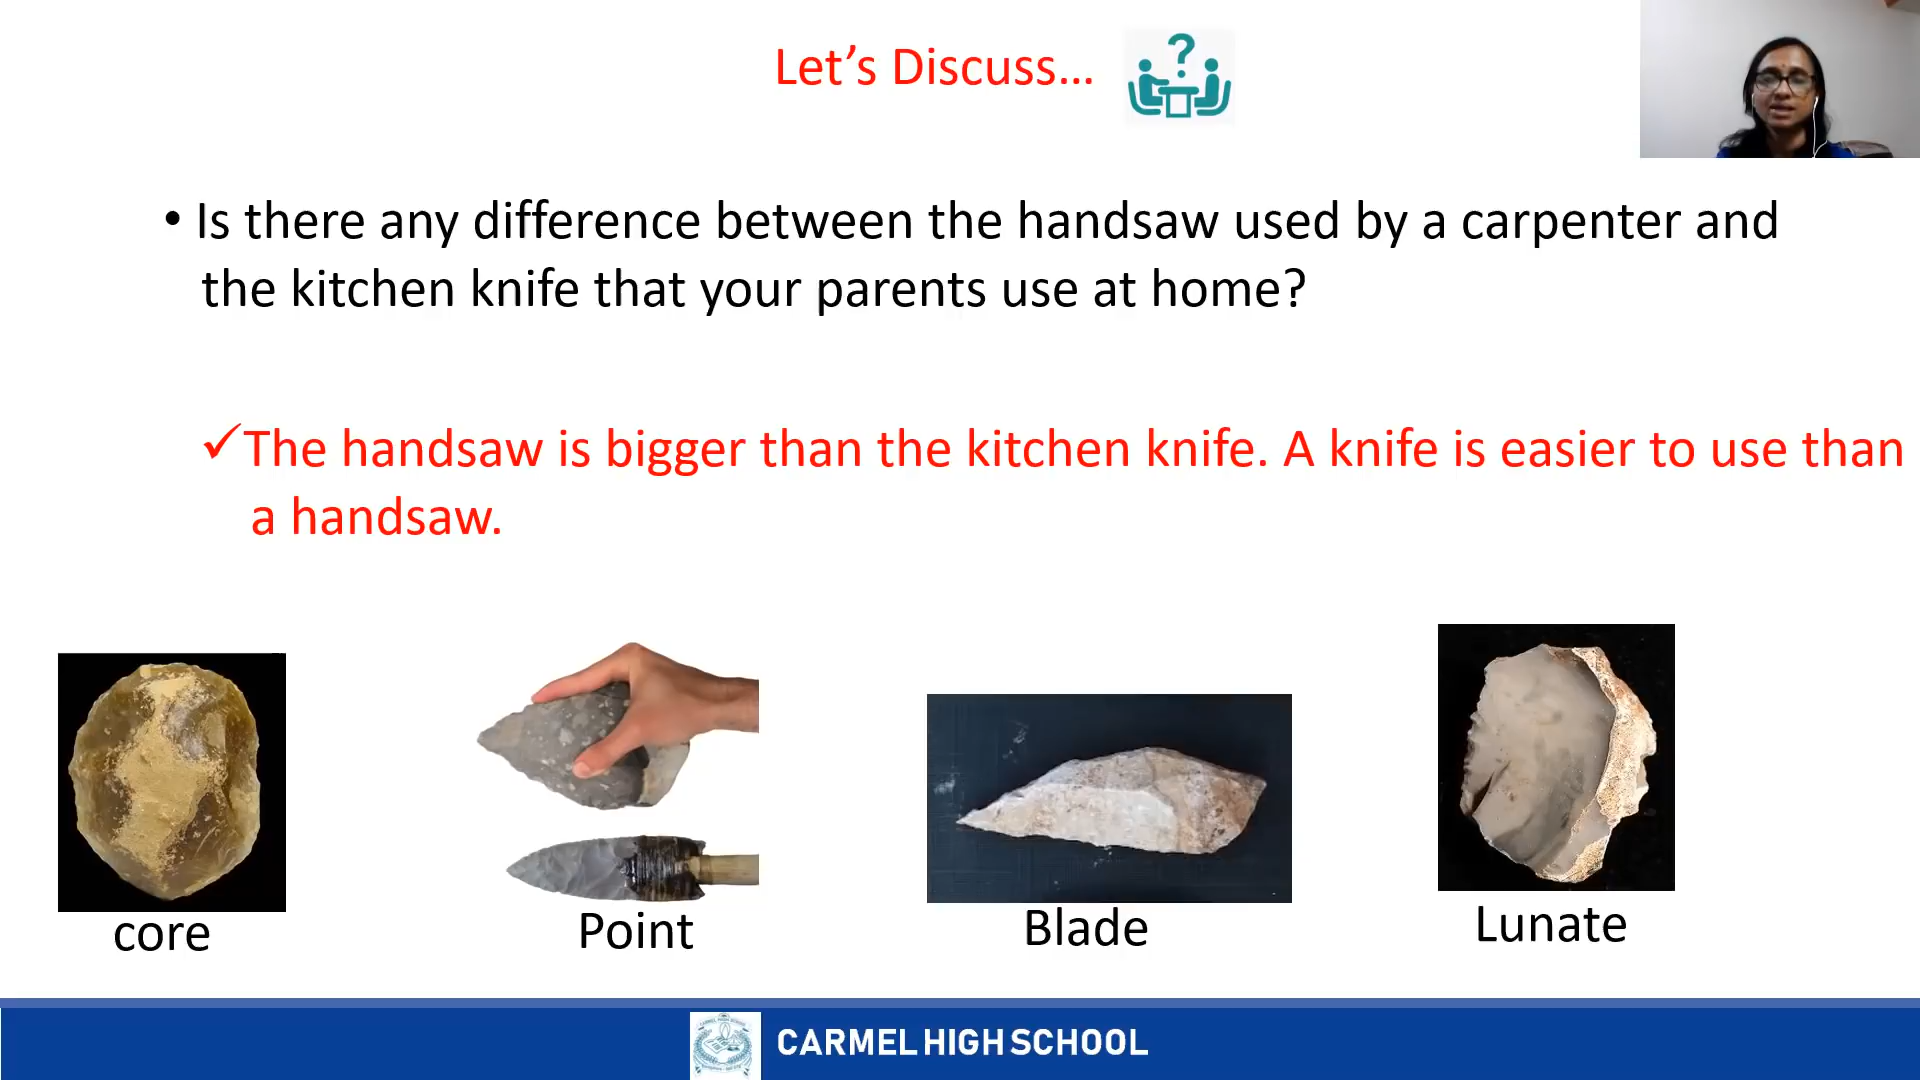 Let’s Discuss...
• Is there any difference between the handsaw used by a carpenter and
the kitchen knife that your parents use at home?
✓The handsaw is bigger than the kitchen knife. A knife is easier to use than
a handsaw.
core
Point
Blade
Lunate
CARMEL HIGH SCHOOL